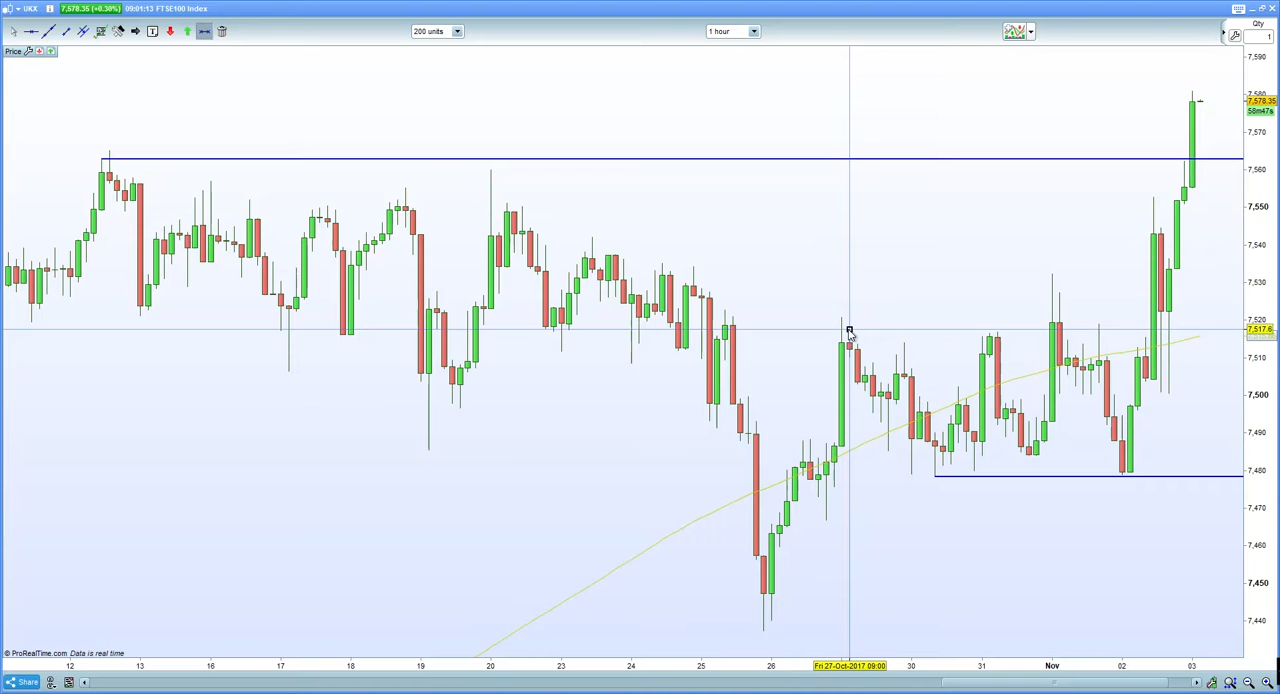 UKX 7,578.35 (+0.30%) 09:01:13 FTSE100 Index
200 units
1 hour
Qty
1
Price
7,590
7,580
7,578.35
58m47s
7,570
7,560
7,550
7,540
7,530
7,520
7,517.6
7,510
7,500
7,490
7,480
7,470
7,460
7,450
7,440
© ProRealTime.com Data is real time
12 13 16 17 18 19 20 23 24 25 26 Fri 27-Oct-2017 09:00 30 31 Nov 02 03
Share